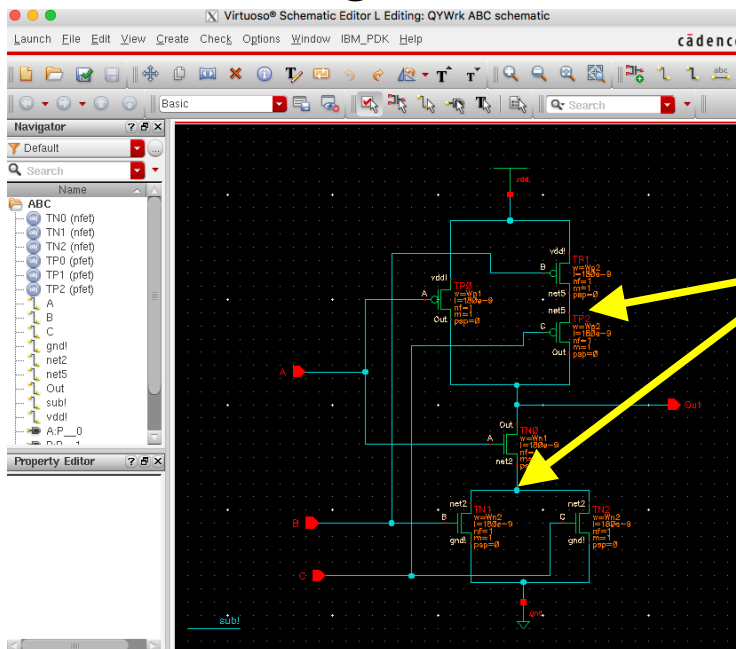 Virtuoso® Schematic Editor L Editing: QYWrk ABC schematic
Launch File Edit View Create Check Options Window IBM_PDK Help
cādence
abc
Basic
Search
Navigator
Default
Search
Name
ABC
TN0 (nfet)
TN1 (nfet)
TN2 (nfet)
TP0 (pfet)
TP1 (pfet)
TP2 (pfet)
A
B
C
gnd!
net2
net5
Out
sub!
vdd!
A:P__0
Property Editor
vdd!
B
TP1
w=Wp2
l=180e-9
nf=1
m=1
psp=0
net5
vdd!
A
TP0
w=Wp1
l=180e-9
nf=1
m=1
psp=0
Out
net5
C
TP2
w=Wp2
l=180e-9
nf=1
m=1
psp=0
Out
A
Out
Out
A
TN0
w=Wn1
l=180e-9
nf=1
net2
net2
B
TN1
w=Wn2
l=180e-9
nf=1
m=1
psp=0
gnd!
net2
C
TN2
w=Wn2
l=180e-9
nf=1
m=1
psp=0
gnd!
B
C
sub!